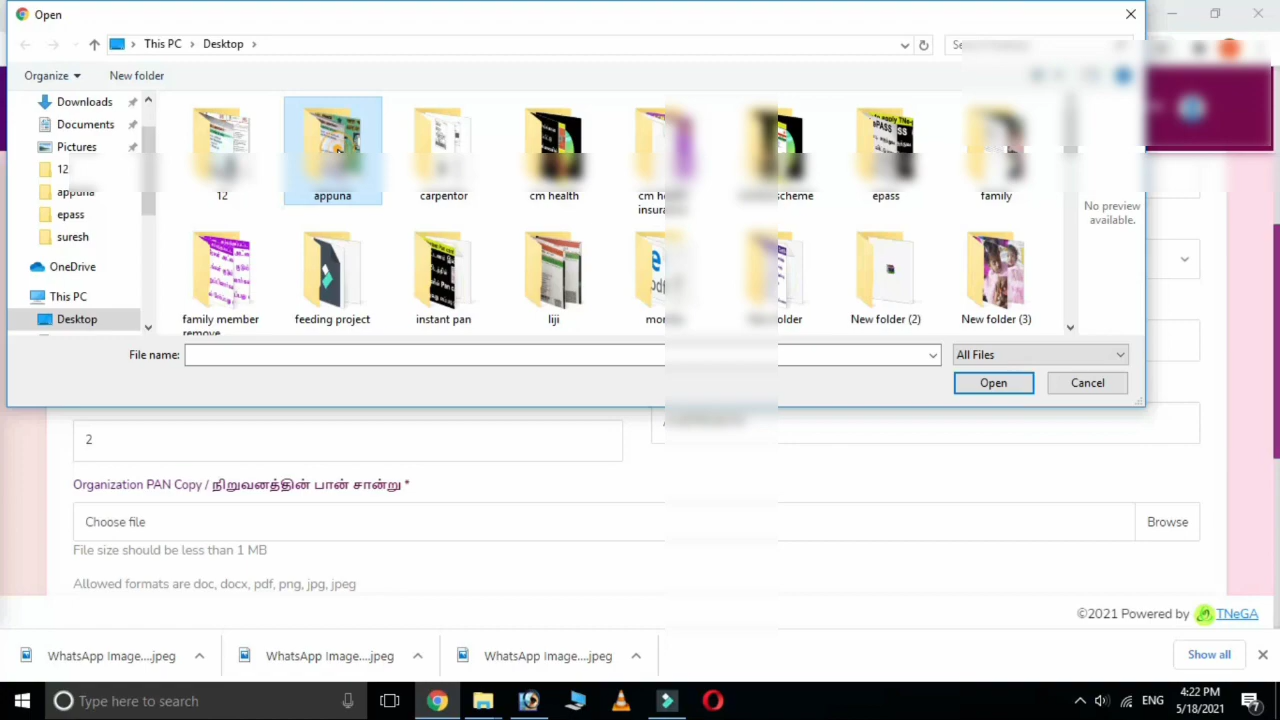 Open
This PC
Desktop
Organize
New folder
Downloads
Documents
Pictures
12
appuna
epass
suresh
OneDrive
This PC
Desktop
12
appuna
carpentor
cm health
cm
insurance
scheme
epass
family
family member
remove
feeding project
instant pan
liji
New folder (2)
New folder (3)
No preview
available.
File name:
All Files
Open
Cancel
2
Organization PAN Copy / நிறுவனத்தின் பான் சான்று *
Choose file
Browse
File size should be less than 1 MB
Allowed formats are doc, docx, pdf, png, jpg, jpeg
©2021 Powered by TNeGA
WhatsApp Image....jpeg
WhatsApp Image....jpeg
WhatsApp Image....jpeg
Show all
Type here to search
ENG
4:22 PM
5/18/2021
7